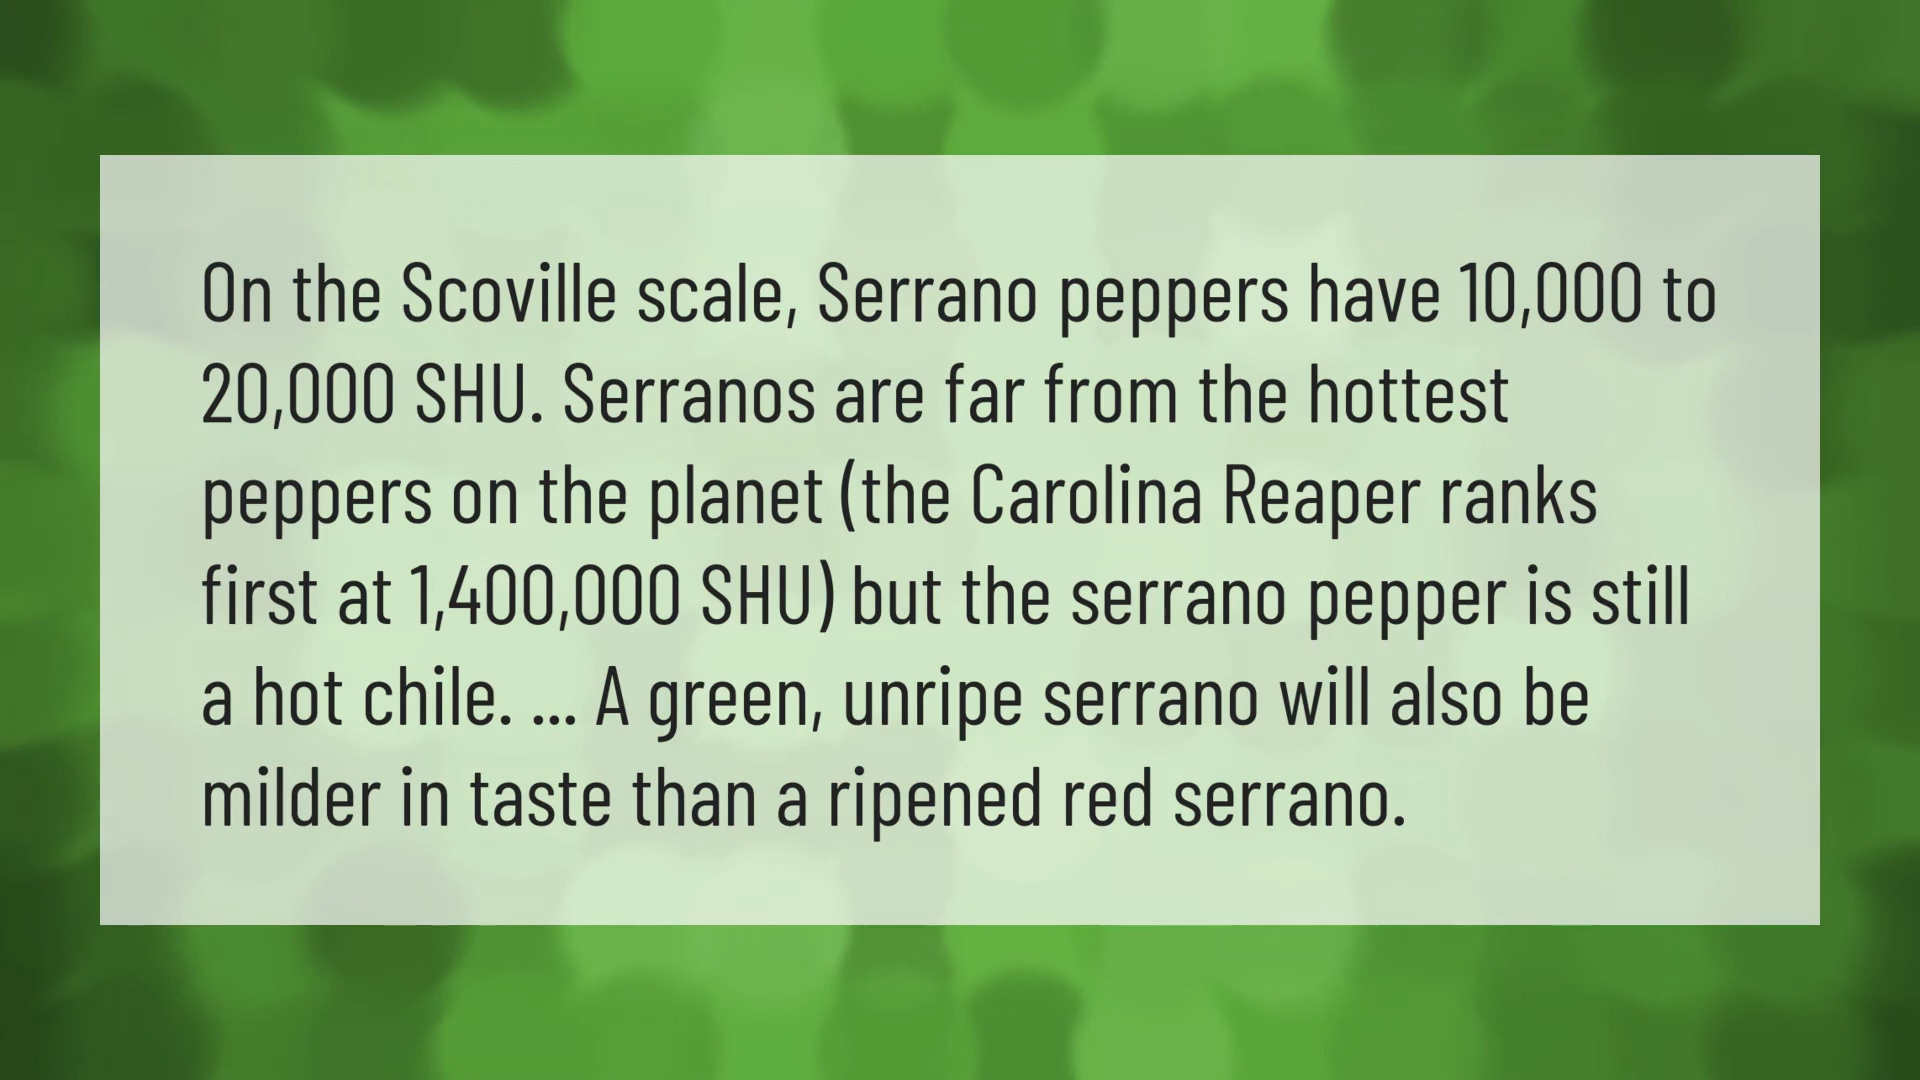 On the Scoville scale, Serrano peppers have 10,000 to
20,000 SHU. Serranos are far from the hottest
peppers on the planet (the Carolina Reaper ranks
first at 1,400,000 SHU) but the serrano pepper is still
a hot chile. ... A green, unripe serrano will also be
milder in taste than a ripened red serrano.